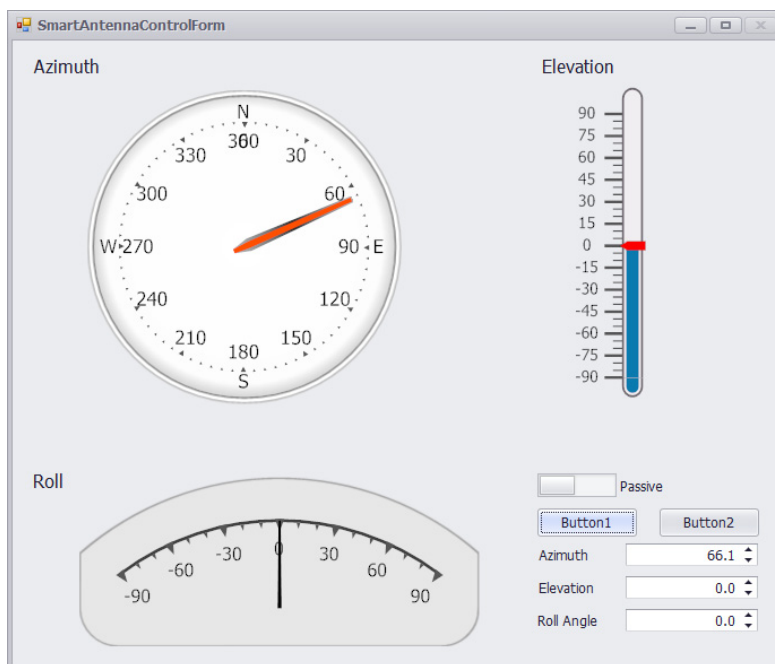 SmartAntennaControlForm
Azimuth
Elevation
N
360
0
330
30
300
60
W
270
90
E
240
120
210
150
180
S
90
75
60
45
30
15
0
-15
-30
-45
-60
-75
-90
Roll
-90
-60
-30
0
30
60
90
Passive
Button1
Button2
Azimuth
66.1
Elevation
0.0
Roll Angle
0.0